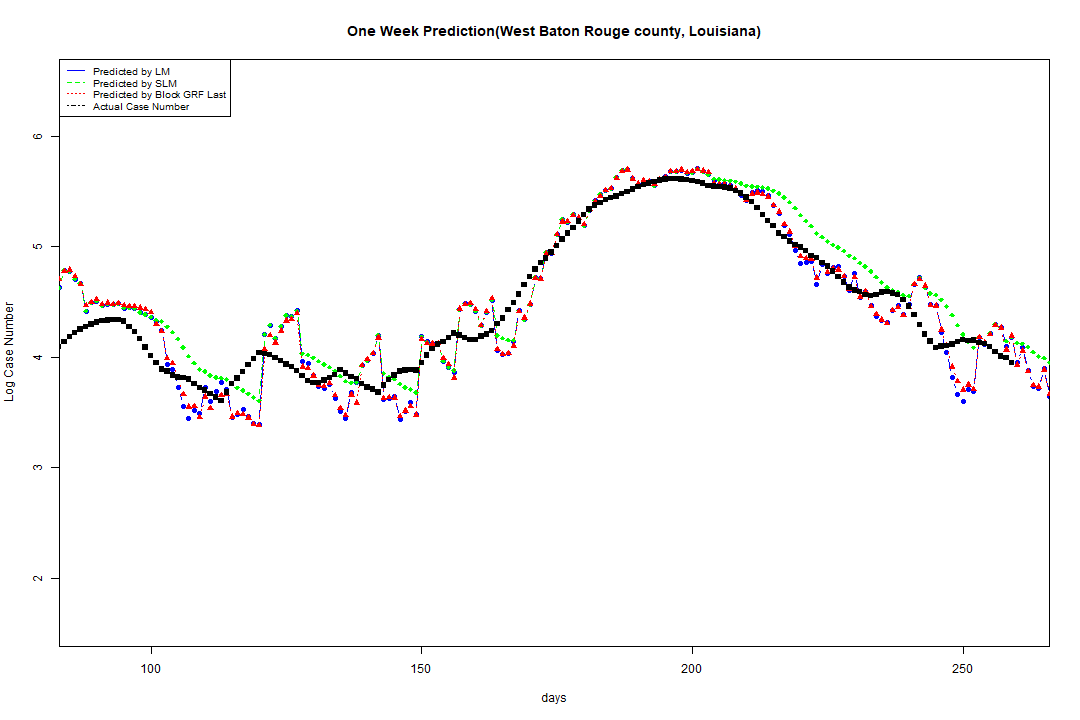 One Week Prediction(West Baton Rouge county, Louisiana)
Predicted by LM
Predicted by SLM
Predicted by Block GRF Last
Actual Case Number
6
5
4
3
2
Log Case Number
100 150 200 250
days